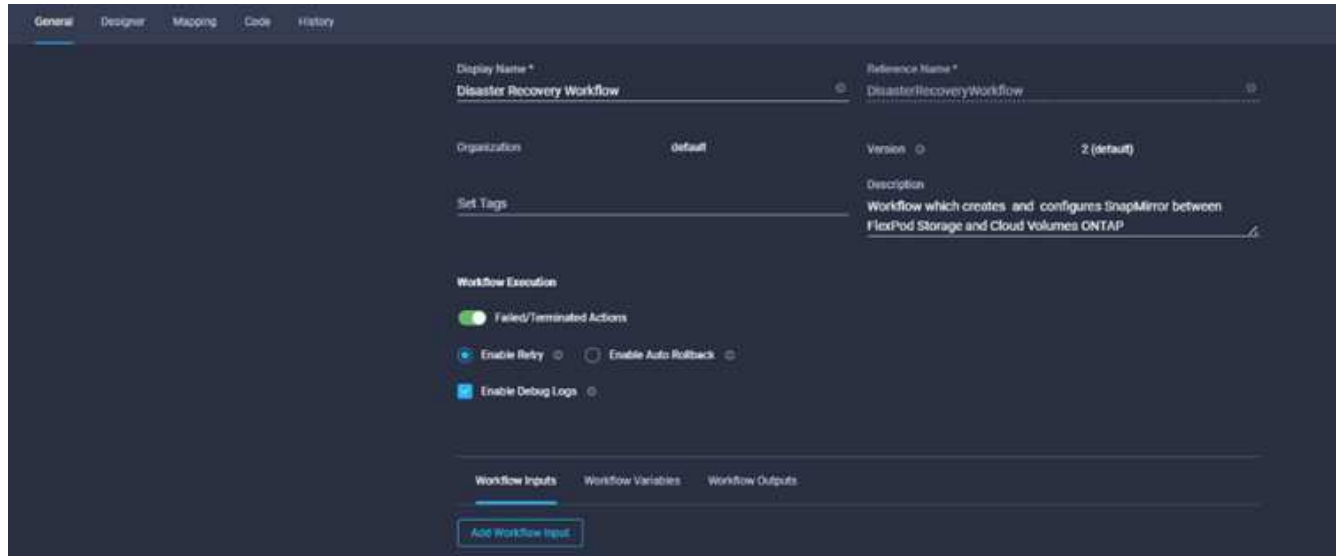 General Designer Mapping Code History
Display Name * Reference Name *
Disaster Recovery Workflow DisasterRecoveryWorkflow
Organization default Version 2 (default)
Description
Set Tags Workflow which creates and configures SnapMirror between
FlexPod Storage and Cloud Volumes ONTAP
Workflow Execution
Failed/Terminated Actions
Enable Retry Enable Auto Rollback
Enable Debug Logs
Workflow Inputs Workflow Variables Workflow Outputs
Add Workflow Input